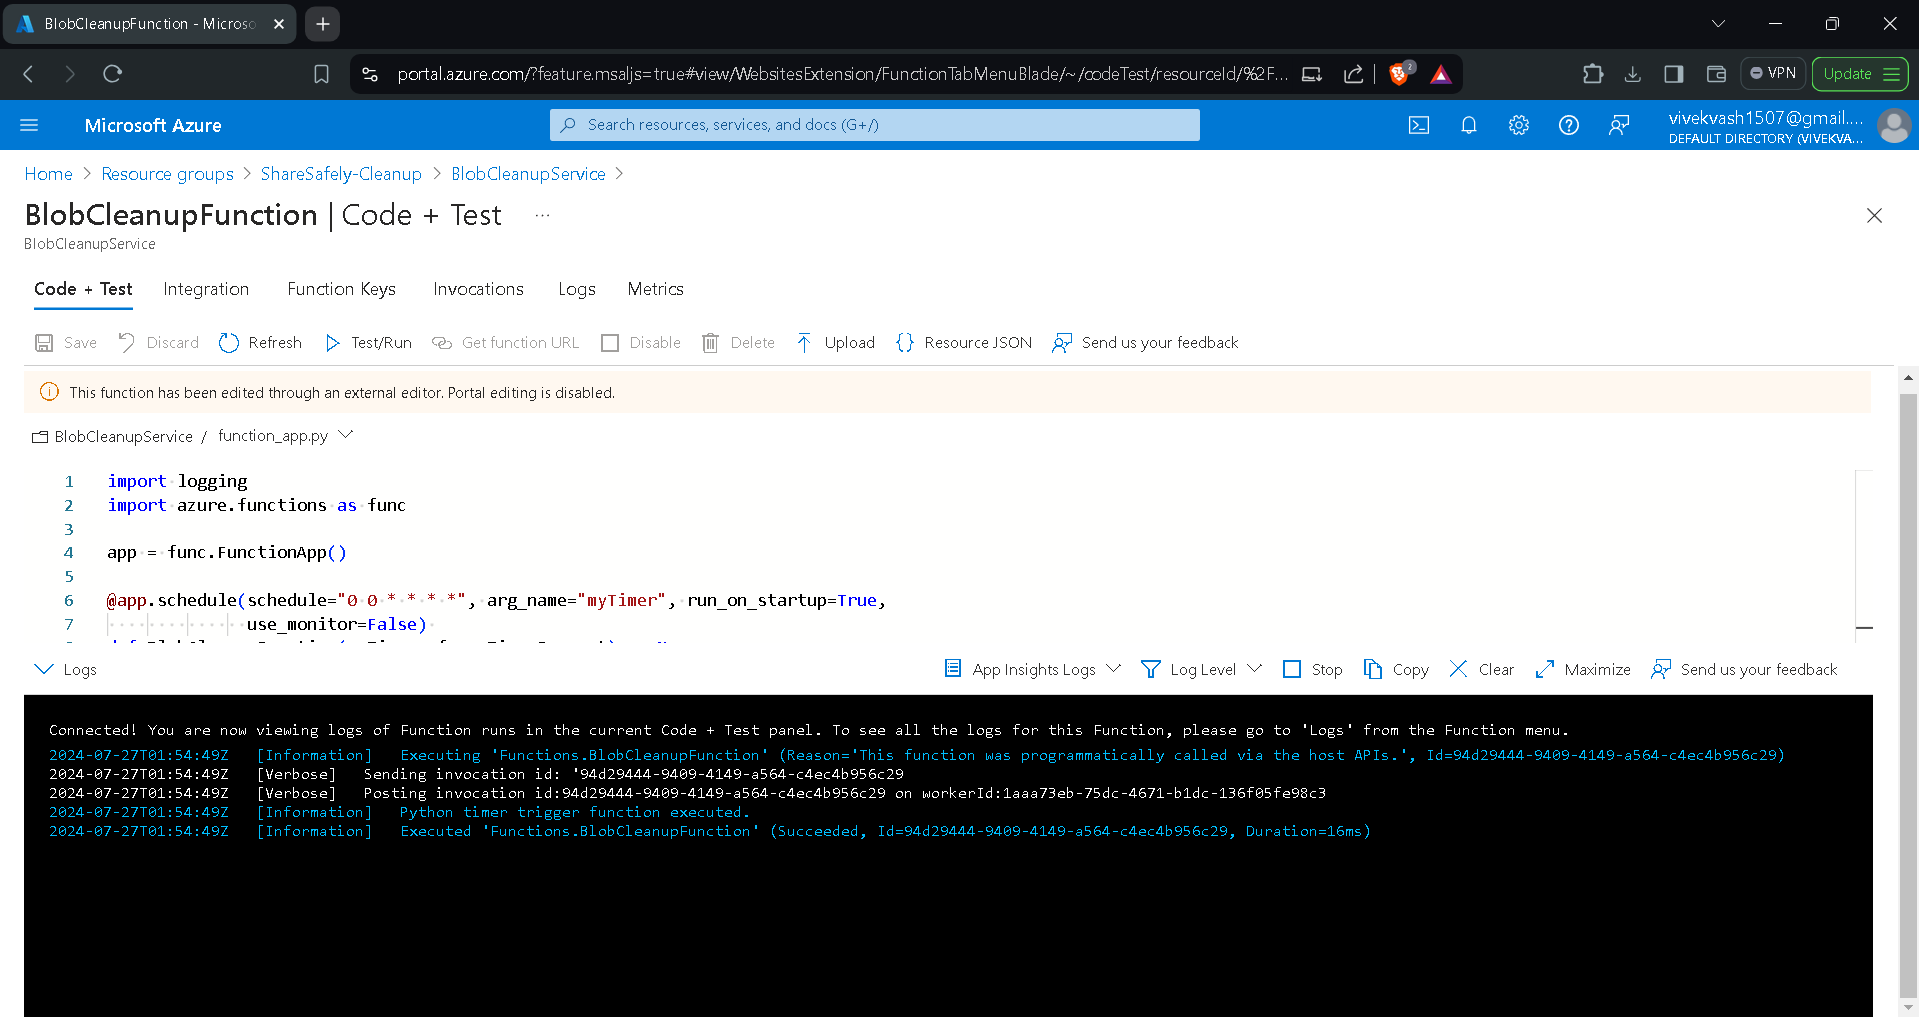 BlobCleanupFunction - Microso
portal.azure.com/?feature.msaljs=true#view/WebsitesExtension/FunctionTabMenuBlade/~/codeTest/resourceId/%2F...
2
VPN
Update
Microsoft Azure
Search resources, services, and docs (G+/)
vivekvash1507@gmail....
DEFAULT DIRECTORY (VIVEKVA...
Home > Resource groups > ShareSafely-Cleanup > BlobCleanupService >
BlobCleanupFunction | Code + Test ...
BlobCleanupService
Code + Test Integration Function Keys Invocations Logs Metrics
Save Discard Refresh Test/Run Get function URL Disable Delete Upload Resource JSON Send us your feedback
This function has been edited through an external editor. Portal editing is disabled.
BlobCleanupService / function_app.py
1 import logging
2 import azure.functions as func
3
4 app = func.FunctionApp()
5
6 @app.schedule(schedule="0 0 * * * *", arg_name="myTimer", run_on_startup=True,
7 use_monitor=False)
Logs App Insights Logs Log Level Stop Copy Clear Maximize Send us your feedback
Connected! You are now viewing logs of Function runs in the current Code + Test panel. To see all the logs for this Function, please go to 'Logs' from the Function menu.
2024-07-27T01:54:49Z [Information] Executing 'Functions.BlobCleanupFunction' (Reason='This function was programmatically called via the host APIs.', Id=94d29444-9409-4149-a564-c4ec4b956c29)
2024-07-27T01:54:49Z [Verbose] Sending invocation id: '94d29444-9409-4149-a564-c4ec4b956c29
2024-07-27T01:54:49Z [Verbose] Posting invocation id:94d29444-9409-4149-a564-c4ec4b956c29 on workerId:1aaa73eb-75dc-4671-b1dc-136f05fe98c3
2024-07-27T01:54:49Z [Information] Python timer trigger function executed.
2024-07-27T01:54:49Z [Information] Executed 'Functions.BlobCleanupFunction' (Succeeded, Id=94d29444-9409-4149-a564-c4ec4b956c29, Duration=16ms)